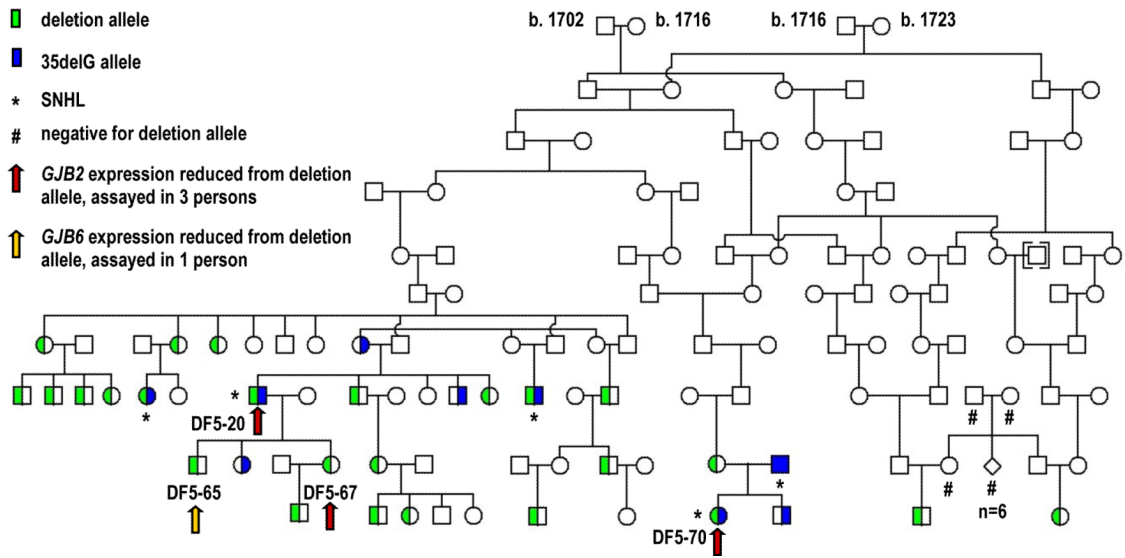 deletion allele
35delG allele
* SNHL
# negative for deletion allele
GJB2 expression reduced from deletion
allele, assayed in 3 persons
GJB6 expression reduced from deletion
allele, assayed in 1 person
b. 1702 b. 1716 b. 1716 b. 1723
*
*
*
DF5-20
# #
DF5-65 DF5-67
*
# #
n=6
*
DF5-70